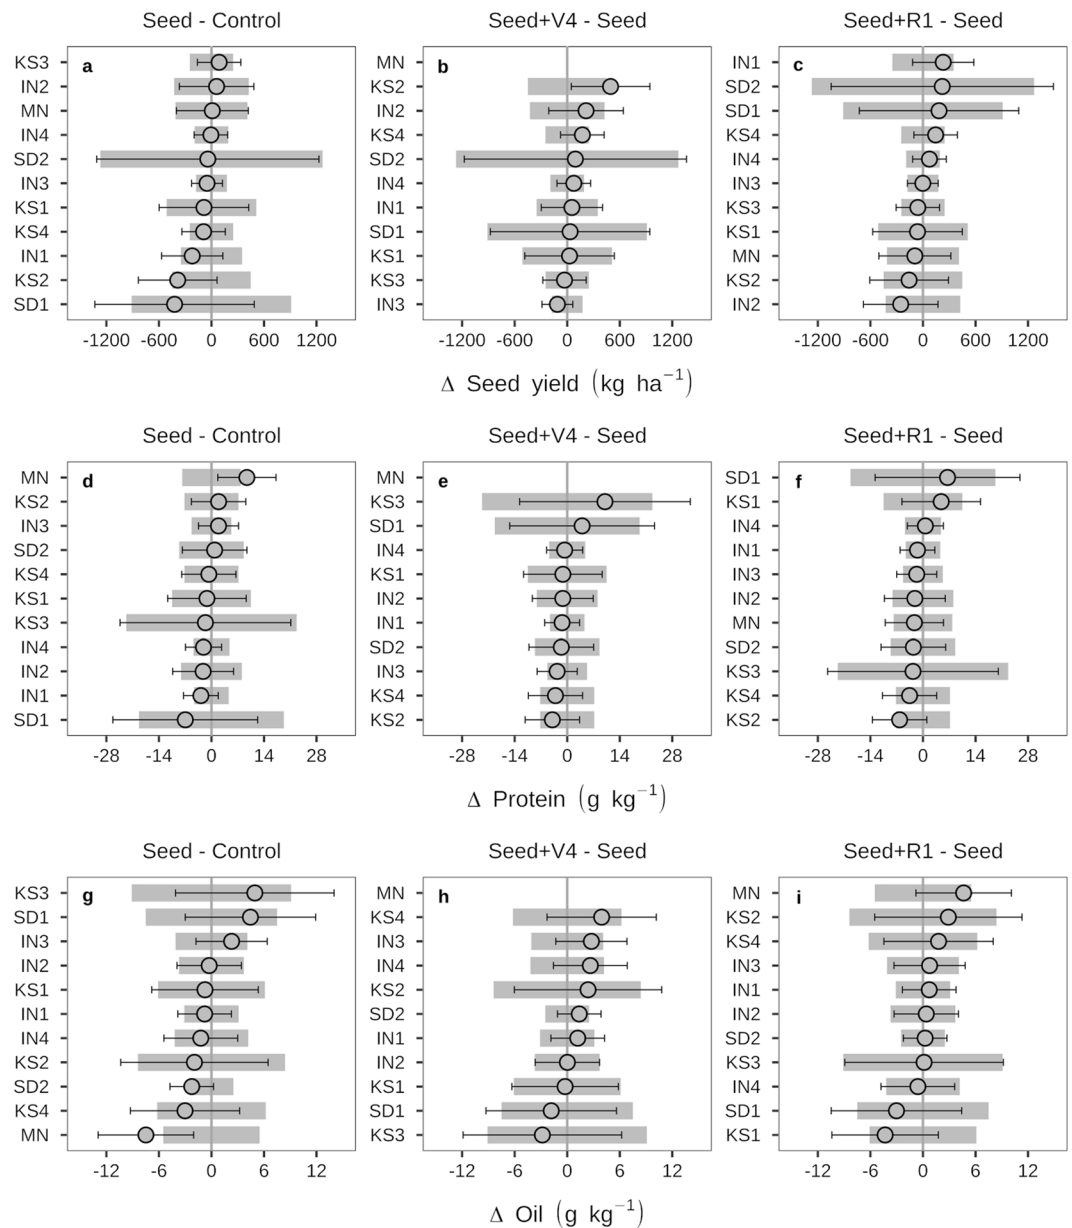 Seed - Control Seed+V4 - Seed Seed+R1 - Seed
a b c
KS3 MN IN1
IN2 KS2 SD2
MN IN2 SD1
IN4 KS4 KS4
SD2 SD2 IN4
IN3 IN4 IN3
KS1 IN1 KS3
KS4 SD1 KS1
IN1 KS1 MN
KS2 KS3 KS2
SD1 IN3 IN2
-1200 -600 0 600 1200 -1200 -600 0 600 1200 -1200 -600 0 600 1200
Δ Seed yield (kg ha⁻¹)
Seed - Control Seed+V4 - Seed Seed+R1 - Seed
d e f
MN MN SD1
KS2 KS3 KS1
IN3 SD1 IN4
SD2 IN4 IN1
KS4 KS1 IN3
KS1 IN2 IN2
KS3 IN1 MN
IN4 SD2 SD2
IN2 IN3 KS3
IN1 KS4 KS4
SD1 KS2 KS2
-28 -14 0 14 28 -28 -14 0 14 28 -28 -14 0 14 28
Δ Protein (g kg⁻¹)
Seed - Control Seed+V4 - Seed Seed+R1 - Seed
g h i
KS3 MN MN
SD1 KS4 KS2
IN3 IN3 KS4
IN2 IN4 IN3
KS1 KS2 IN1
IN1 SD2 IN2
IN4 IN1 SD2
KS2 IN2 KS3
SD2 KS1 IN4
KS4 SD1 SD1
MN KS3 KS1
-12 -6 0 6 12 -12 -6 0 6 12 -12 -6 0 6 12
Δ Oil (g kg⁻¹)